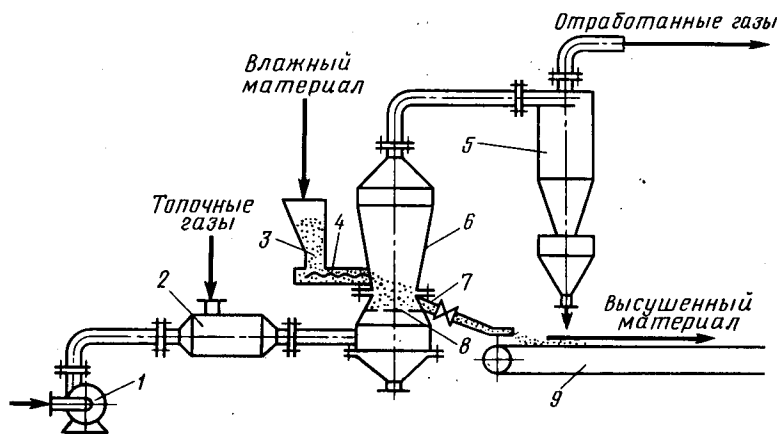 Отработанные газы
Влажный
материал
5
Топочные
газы
4
3
6
2
7
Высушенный
материал
8
1
9